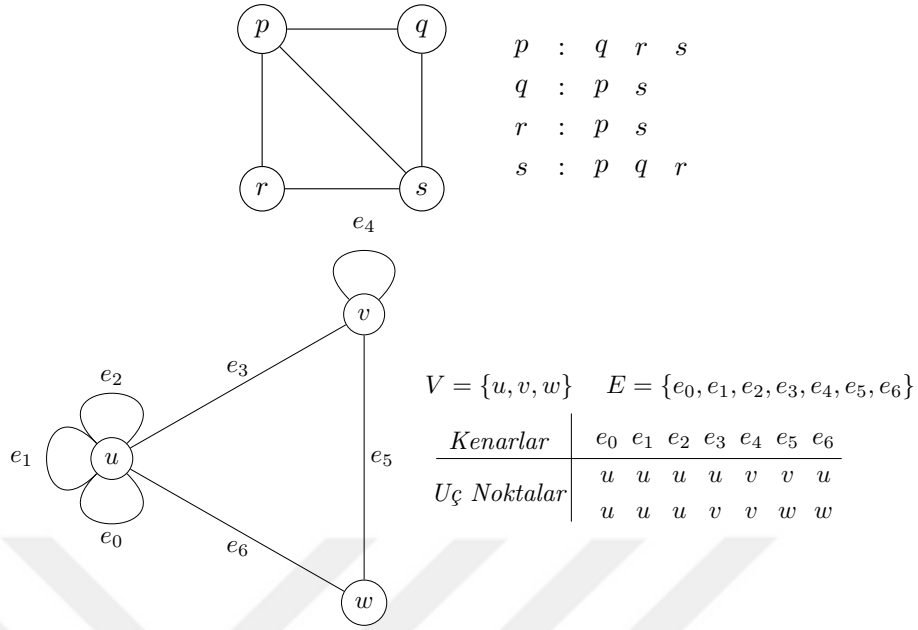 p q
r s
p : q r s
q : p s
r : p s
s : p q r
e₄
v
e₃
e₂
e₁ u
e₀
e₅
e₆
w
V = {u, v, w} E = {e₀, e₁, e₂, e₃, e₄, e₅, e₆}
Kenarlar e₀ e₁ e₂ e₃ e₄ e₅ e₆
Uç Noktalar u u u u v v u
u u u v v w w